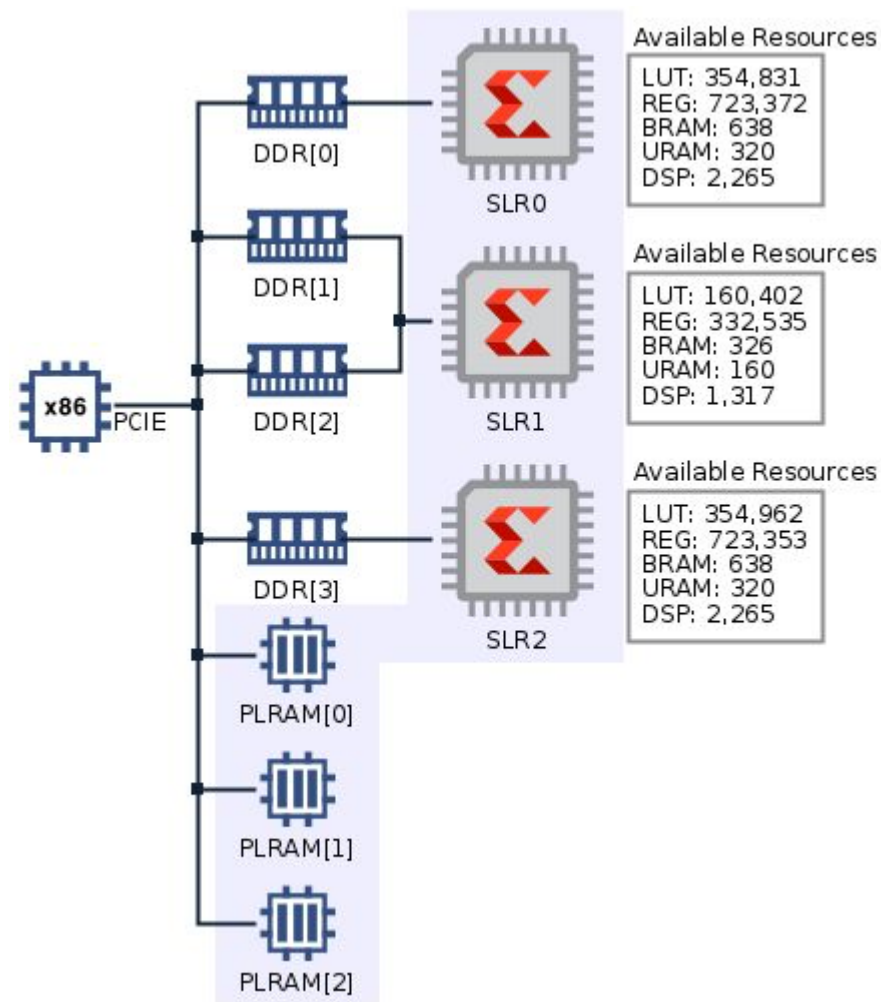 Available Resources
LUT: 354,831
REG: 723,372
BRAM: 638
URAM: 320
DSP: 2,265
DDR[0]
SLR0
Available Resources
LUT: 160,402
REG: 332,535
BRAM: 326
URAM: 160
DSP: 1,317
DDR[1]
x86
PCIE
DDR[2]
SLR1
Available Resources
LUT: 354,962
REG: 723,353
BRAM: 638
URAM: 320
DSP: 2,265
DDR[3]
SLR2
PLRAM[0]
PLRAM[1]
PLRAM[2]